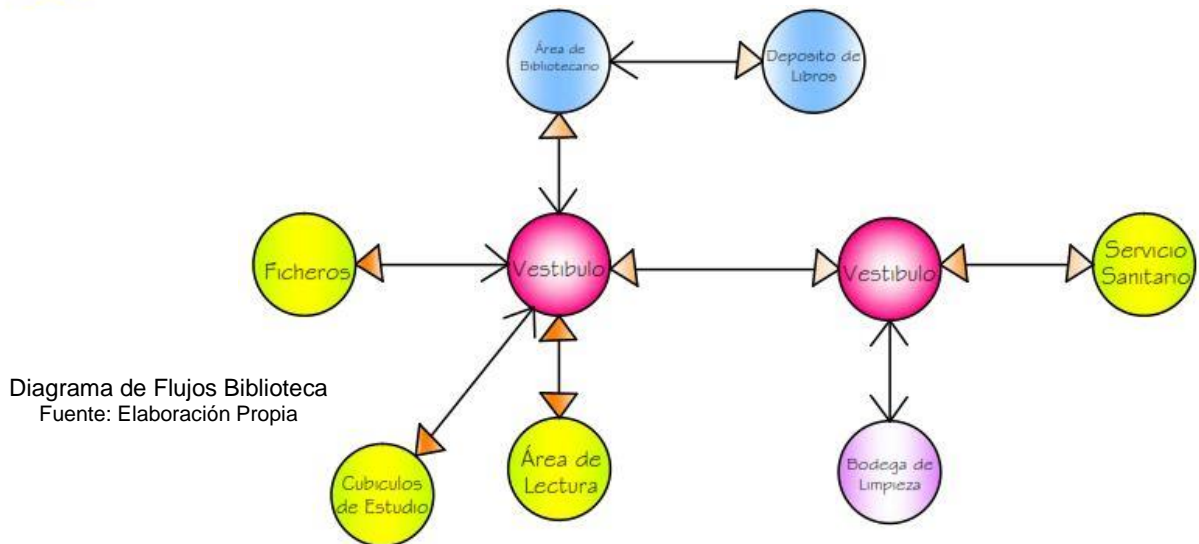 Área de
Bibliotecario
Deposito de
Libros
Ficheros
Vestibulo
Vestibulo
Servicio
Sanitario
Diagrama de Flujos Biblioteca
Fuente: Elaboración Propia
Cubiculos
de Estudio
Área de
Lectura
Bodega de
Limpieza